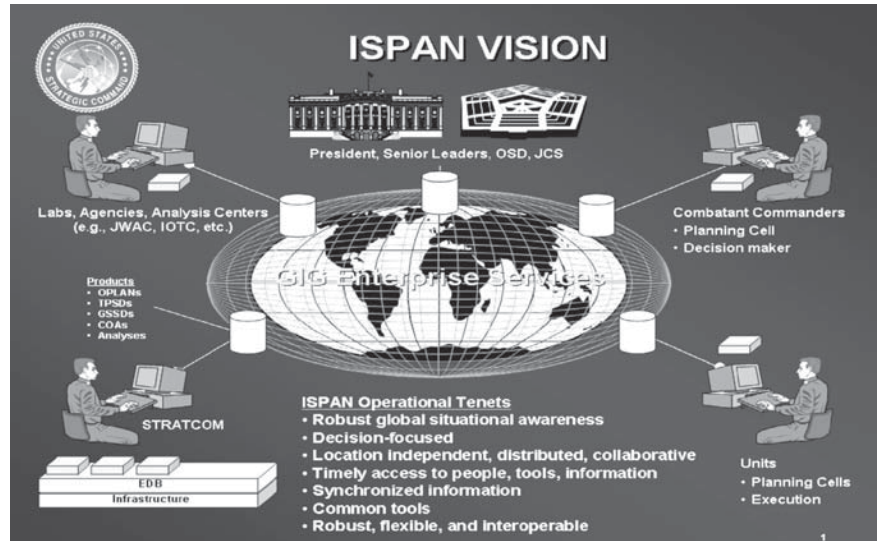 UNITED STATES
STRATEGIC COMMAND
ISPAN VISION
President, Senior Leaders, OSD, JCS
Labs, Agencies, Analysis Centers
(e.g., JWAC, IOTC, etc.)
Combatant Commanders
• Planning Cell
• Decision maker
GIG Enterprise Services
Products
• OPLANs
• TPSDs
• GSSDs
• COAs
• Analyses
STRATCOM
EDB
Infrastructure
ISPAN Operational Tenets
• Robust global situational awareness
• Decision-focused
• Location independent, distributed, collaborative
• Timely access to people, tools, information
• Synchronized information
• Common tools
• Robust, flexible, and interoperable
Units
• Planning Cells
• Execution
1